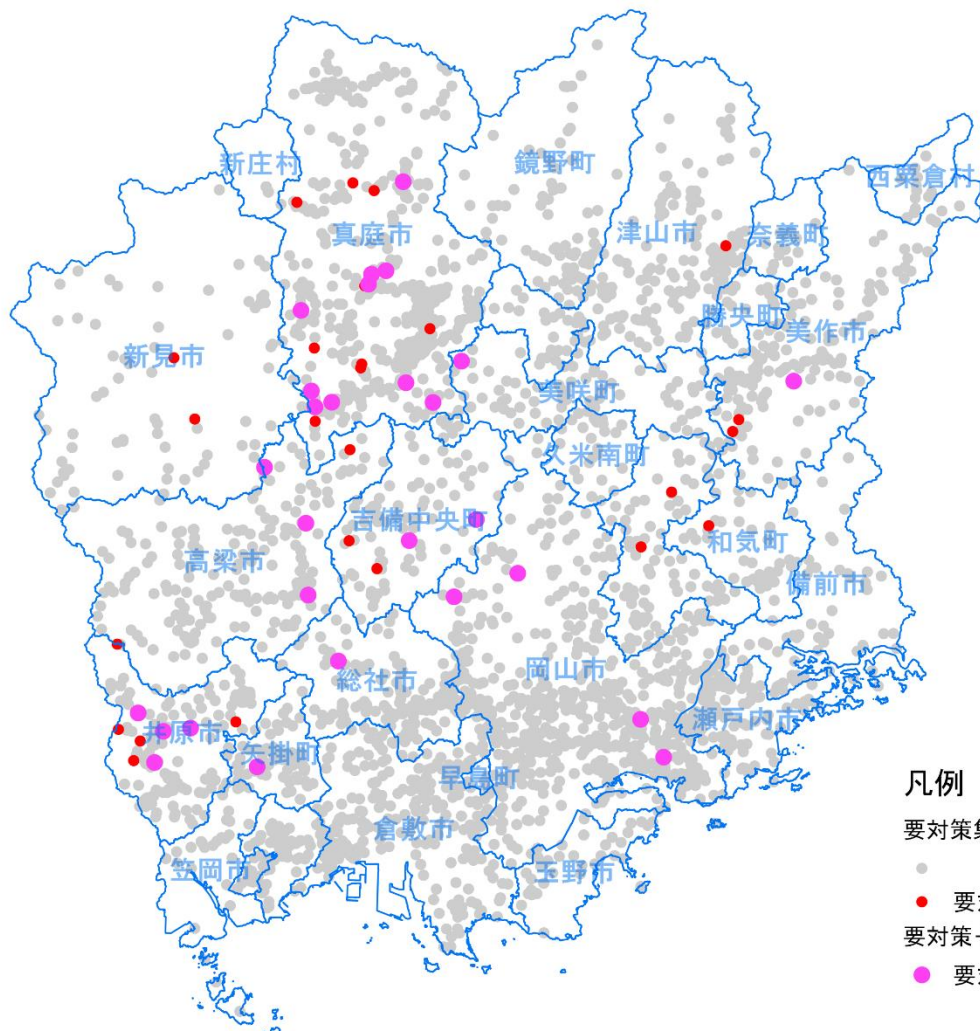 新庄村
鏡野町
西粟倉村
真庭市
津山市
奈義町
勝央町
美作市
新見市
美咲町
久米南町
吉備中央町
和気町
高梁市
備前市
総社市
岡山市
瀬戸内市
井原市
矢掛町
早島町
倉敷市
笠岡市
玉野市
凡例
要対策
要
要対策
要